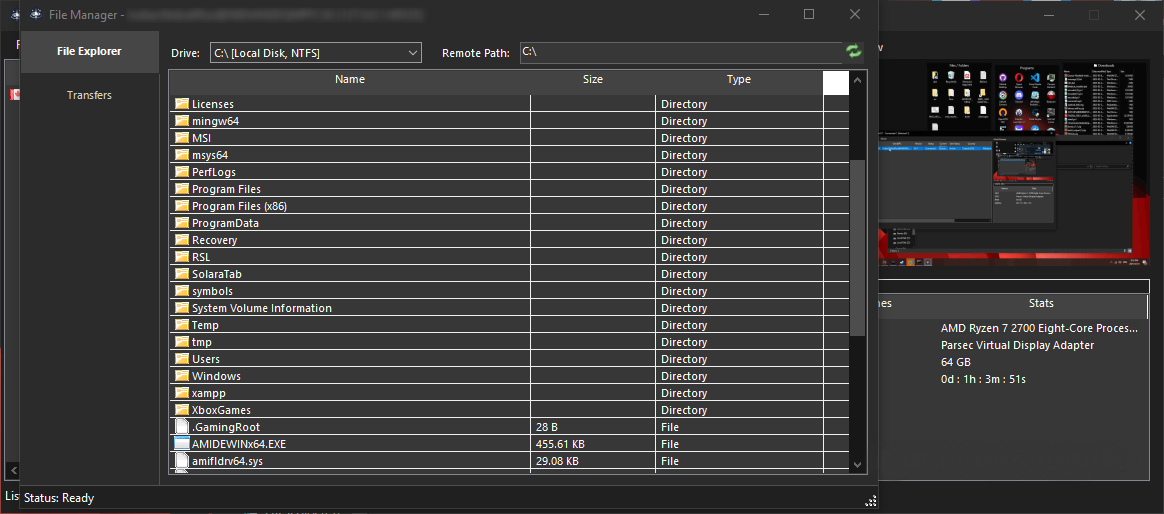 File Manager -
File Explorer
Transfers
Drive: C:\ [Local Disk, NTFS] Remote Path: C:\
Name Size Type
Licenses Directory
mingw64 Directory
MSI Directory
msys64 Directory
PerfLogs Directory
Program Files Directory
Program Files (x86) Directory
ProgramData Directory
Recovery Directory
RSL Directory
SolaraTab Directory
symbols Directory
System Volume Information Directory
Temp Directory
tmp Directory
Users Directory
Windows Directory
xampp Directory
XboxGames Directory
.GamingRoot 28 B File
AMIDEWINx64.EXE 455.61 KB File
amifldrv64.sys 29.08 KB File
Status: Ready
Stats
AMD Ryzen 7 2700 Eight-Core Proces...
Parsec Virtual Display Adapter
64 GB
0d : 1h : 3m : 51s